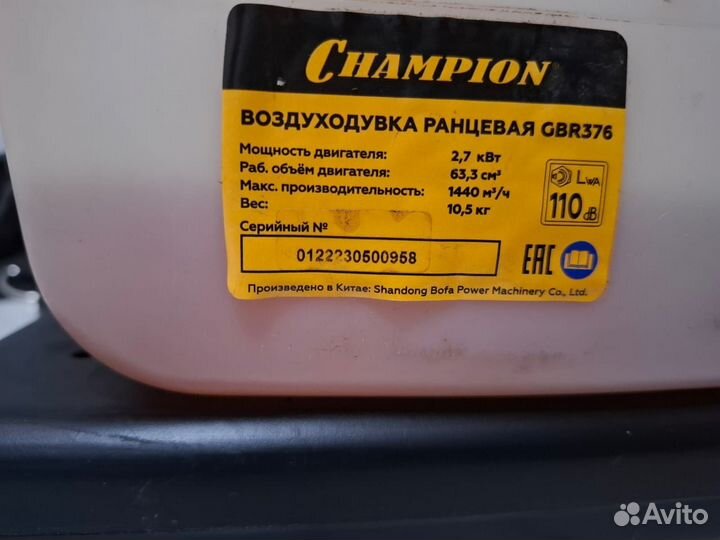 CHAMPION
ВОЗДУХОДУВКА РАНЦЕВАЯ GBR376
Мощность двигателя: 2,7 кВт
Раб. объём двигателя: 63,3 см³
Макс. производительность: 1440 м³/ч
Вес: 10,5 кг
LWA
110 dB
Серийный №
0122230500958
EAC
Произведено в Китае: Shandong Bofa Power Machinery Co., Ltd.
Avito